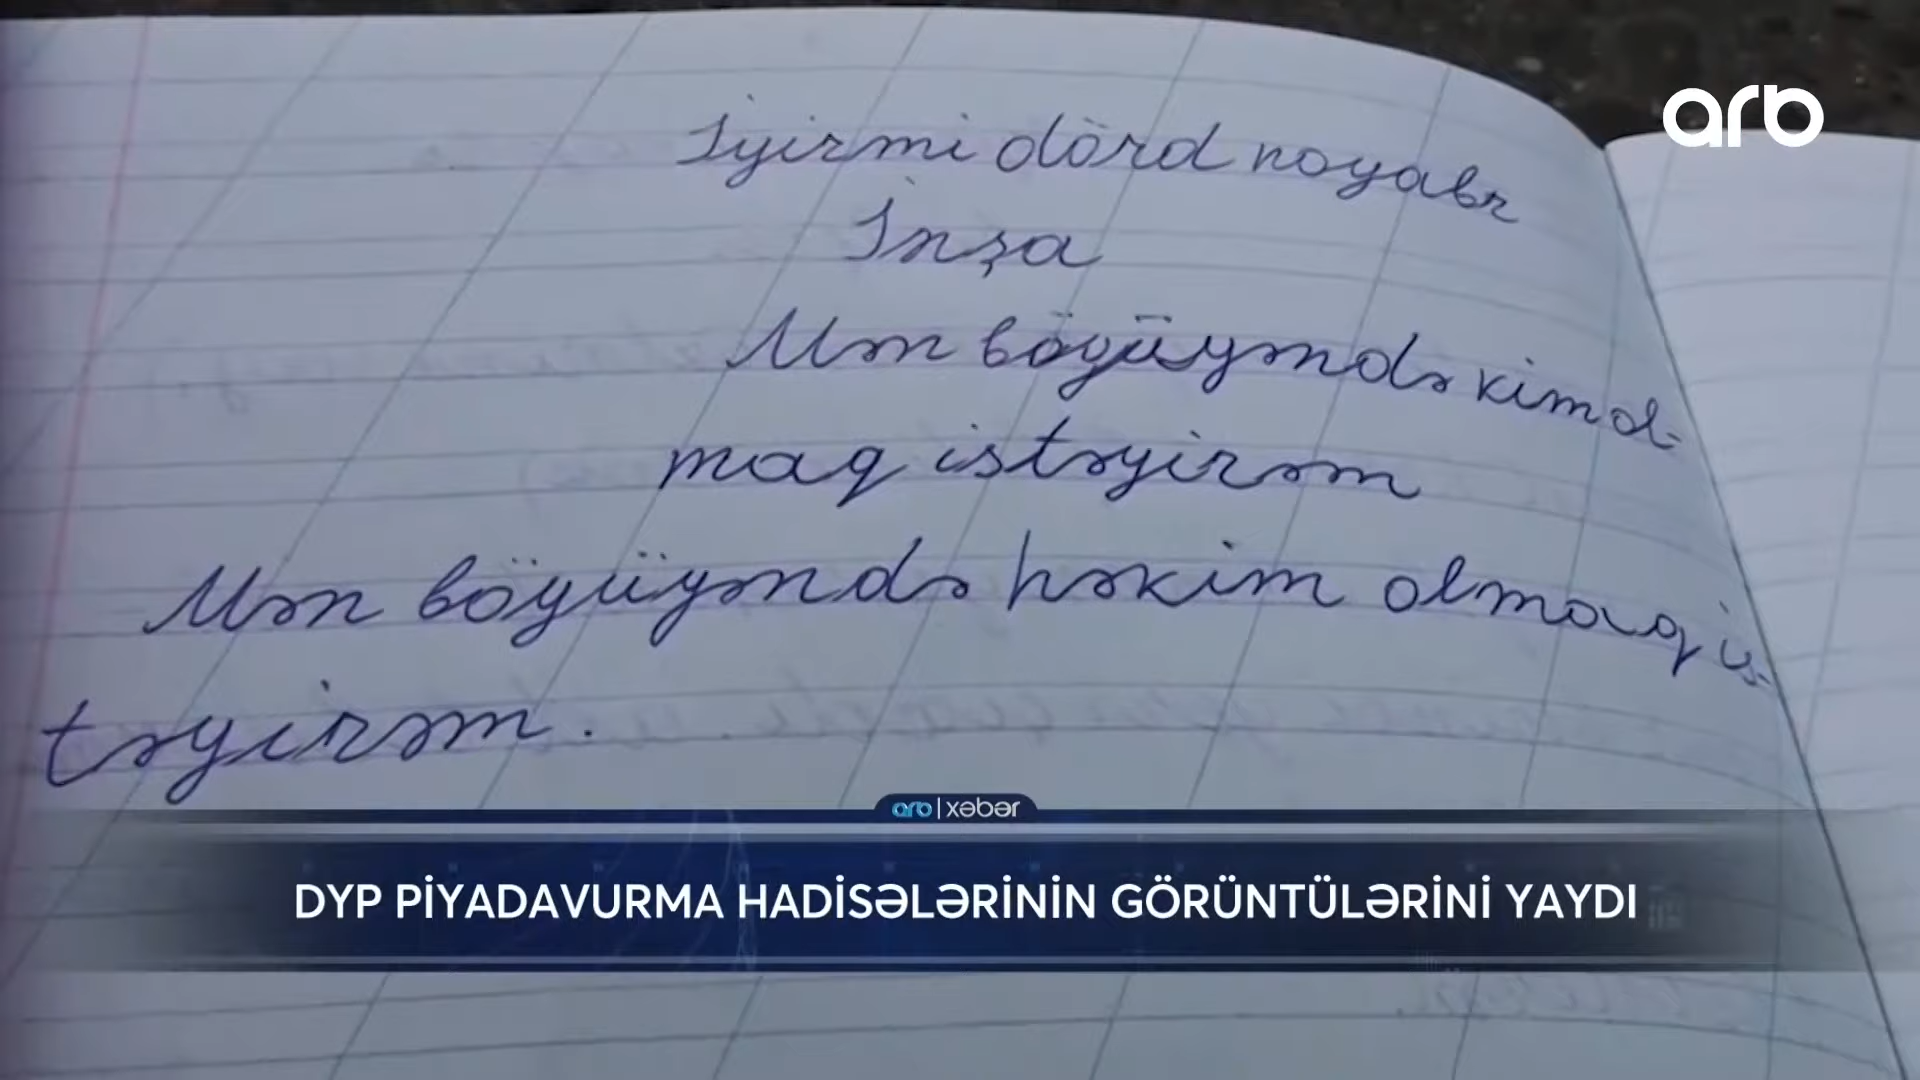 arb
İyirmi dörd noyabr
İnşa
Mən böyüyəndə kim ol-
maq istəyirəm
Mən böyüyəndə həkim olmaq is-
təyirəm.
arb | xəbər
DYP PİYADAVURMA HADİSƏLƏRİNİN GÖRÜNTÜLƏRİNİ YAYDI